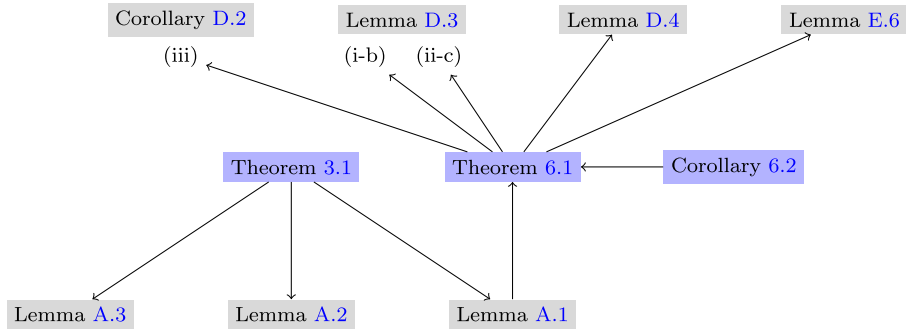 Corollary D.2
Lemma D.3
Lemma D.4
Lemma E.6
(iii)
(i-b)
(ii-c)
Theorem 3.1
Theorem 6.1
Corollary 6.2
Lemma A.3
Lemma A.2
Lemma A.1